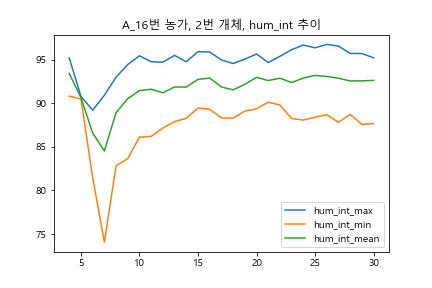 A_16번 농가, 2번 개체, hum_int 추이
95
90
85
80
75
5
10
15
20
25
30
hum_int_max
hum_int_min
hum_int_mean